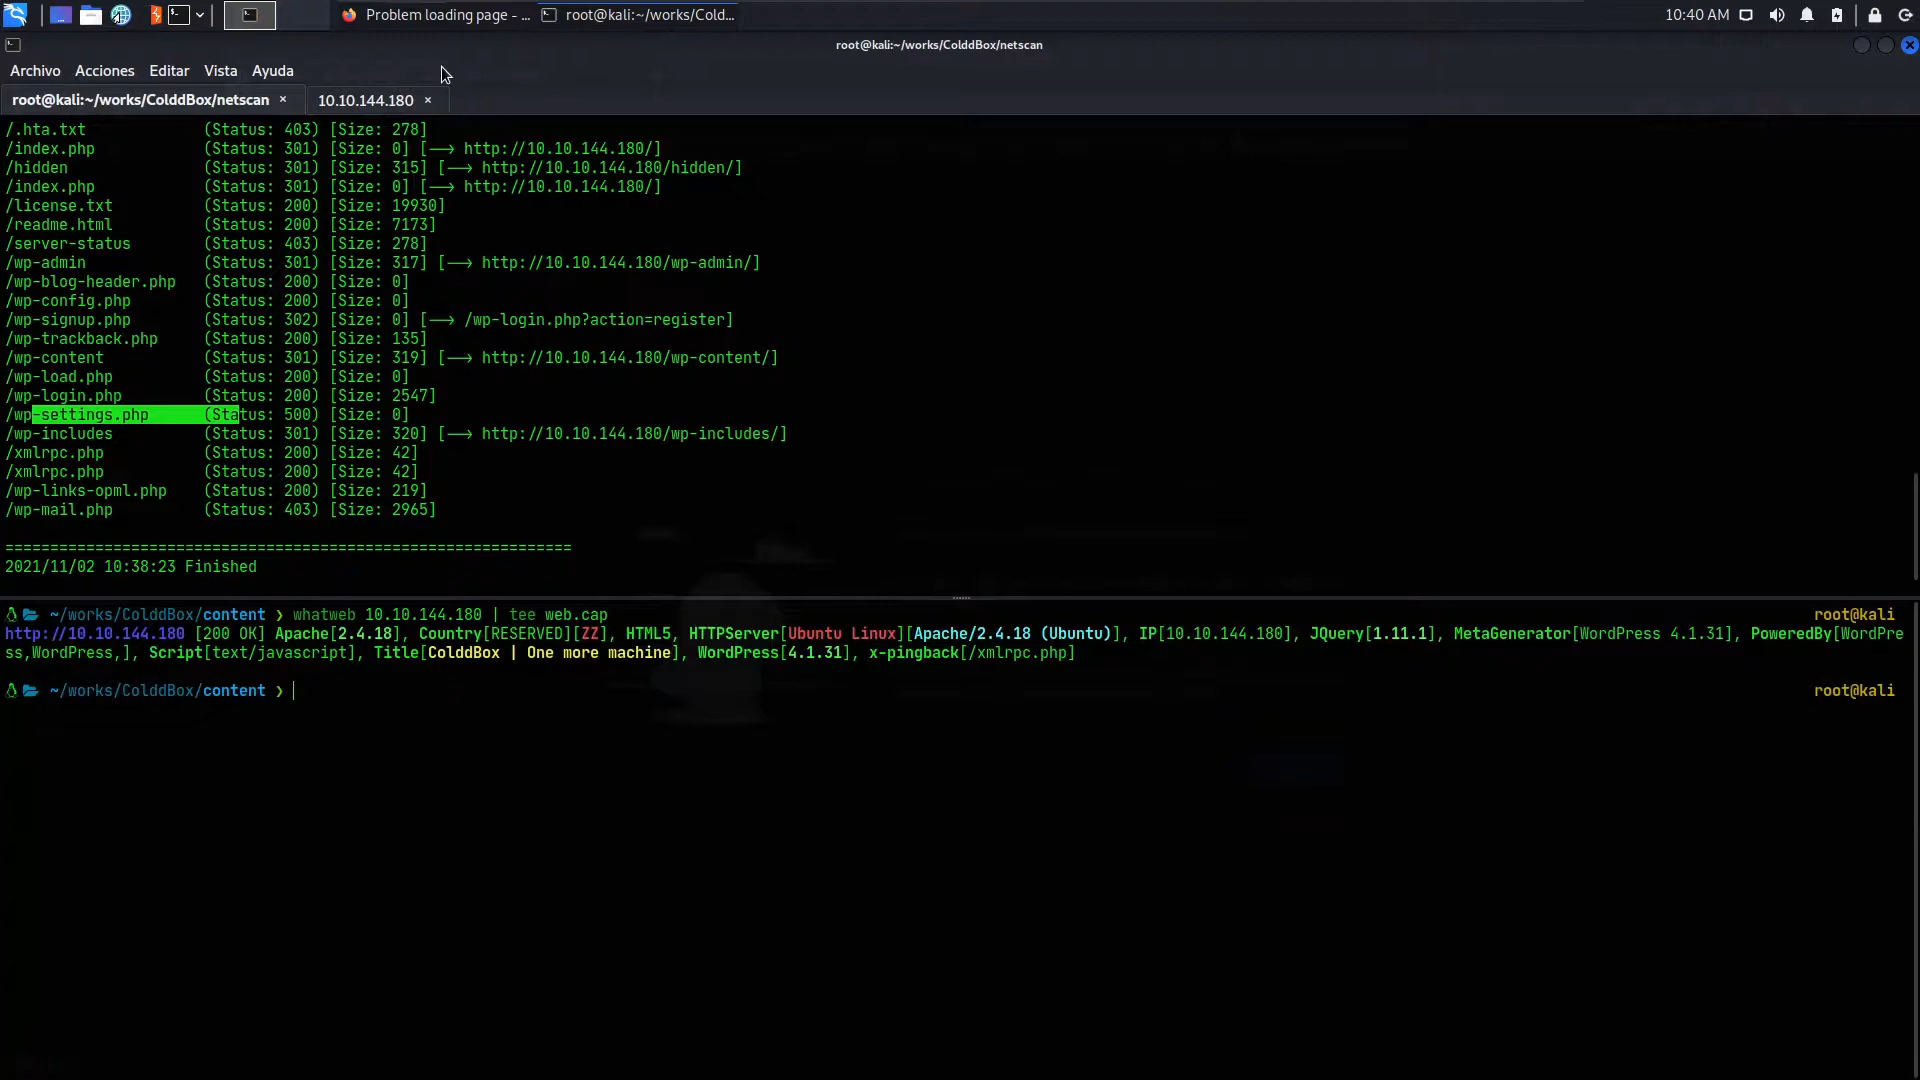 Problem loading page - ...
root@kali:~/works/Cold...
10:40 AM
root@kali:~/works/ColddBox/netscan
Archivo Acciones Editar Vista Ayuda
root@kali:~/works/ColddBox/netscan × 10.10.144.180 ×
/.hta.txt (Status: 403) [Size: 278]
/index.php (Status: 301) [Size: 0] [--> http://10.10.144.180/]
/hidden (Status: 301) [Size: 315] [--> http://10.10.144.180/hidden/]
/index.php (Status: 301) [Size: 0] [--> http://10.10.144.180/]
/license.txt (Status: 200) [Size: 19930]
/readme.html (Status: 200) [Size: 7173]
/server-status (Status: 403) [Size: 278]
/wp-admin (Status: 301) [Size: 317] [--> http://10.10.144.180/wp-admin/]
/wp-blog-header.php (Status: 200) [Size: 0]
/wp-config.php (Status: 200) [Size: 0]
/wp-signup.php (Status: 302) [Size: 0] [--> /wp-login.php?action=register]
/wp-trackback.php (Status: 200) [Size: 135]
/wp-content (Status: 301) [Size: 319] [--> http://10.10.144.180/wp-content/]
/wp-load.php (Status: 200) [Size: 0]
/wp-login.php (Status: 200) [Size: 2547]
/wp-settings.php (Status: 500) [Size: 0]
/wp-includes (Status: 301) [Size: 320] [--> http://10.10.144.180/wp-includes/]
/xmlrpc.php (Status: 200) [Size: 42]
/xmlrpc.php (Status: 200) [Size: 42]
/wp-links-opml.php (Status: 200) [Size: 219]
/wp-mail.php (Status: 403) [Size: 2965]
===============================================================
2021/11/02 10:38:23 Finished
~/works/ColddBox/content ❯ whatweb 10.10.144.180 | tee web.cap root@kali
http://10.10.144.180 [200 OK] Apache[2.4.18], Country[RESERVED][ZZ], HTML5, HTTPServer[Ubuntu Linux][Apache/2.4.18 (Ubuntu)], IP[10.10.144.180], JQuery[1.11.1], MetaGenerator[WordPress 4.1.31], PoweredBy[WordPre
ss,WordPress,], Script[text/javascript], Title[ColddBox | One more machine], WordPress[4.1.31], x-pingback[/xmlrpc.php]
~/works/ColddBox/content ❯ root@kali